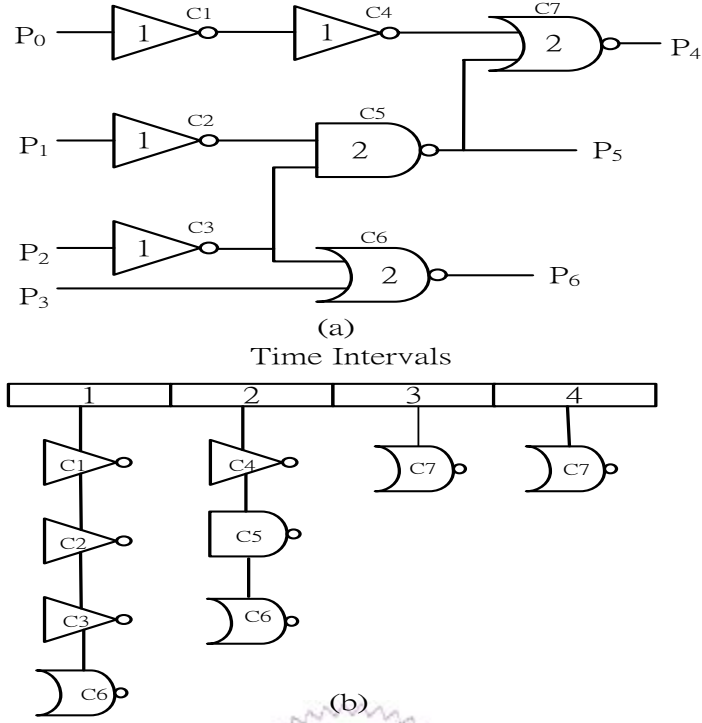 P0 1 C1 1 C4 2 C7 P4
P1 1 C2 2 C5 P5
P2 1 C3 2 C6 P6
P3
(a)
Time Intervals
1 2 3 4
C1 C4 C7 C7
C2 C5
C3 C6
C6
(b)